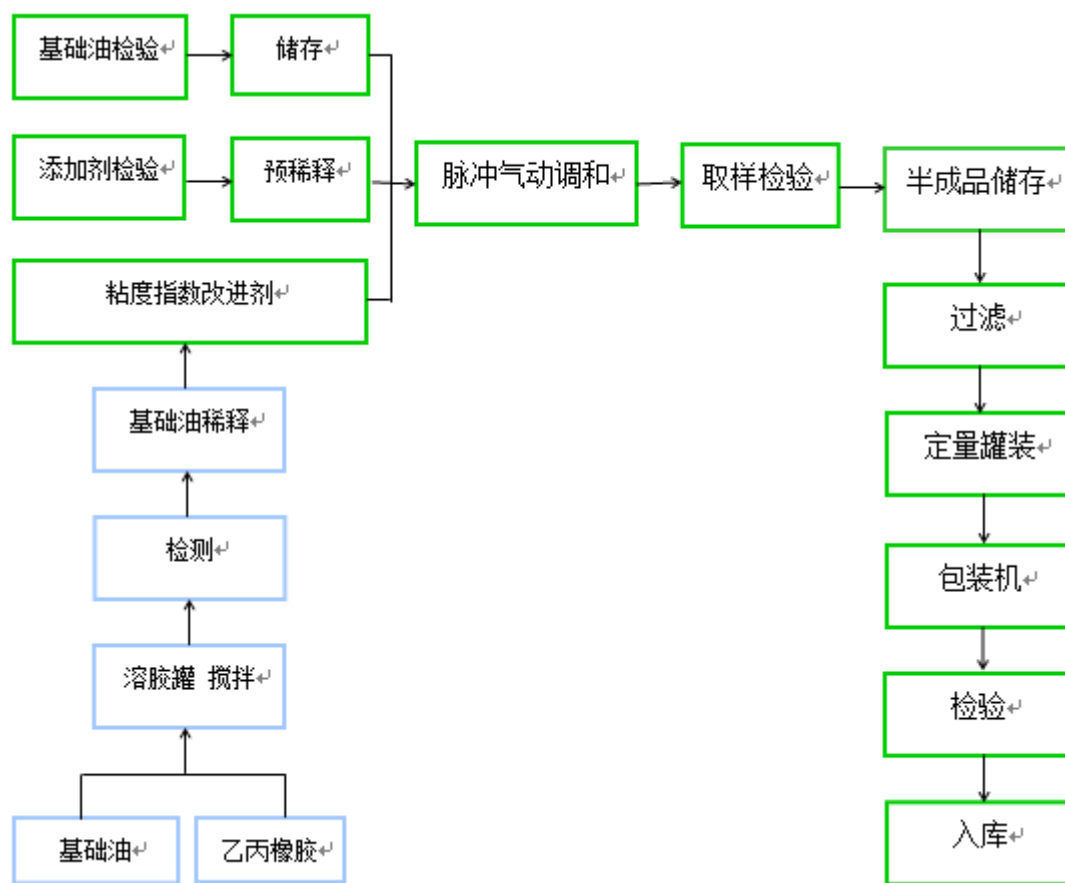 基础油检验
储存
添加剂检验
预稀释
脉冲气动调和
取样检验
半成品储存
粘度指数改进剂
过滤
基础油稀释
定量罐装
检测
包装机
溶胶罐 搅拌
检验
基础油
乙丙橡胶
入库